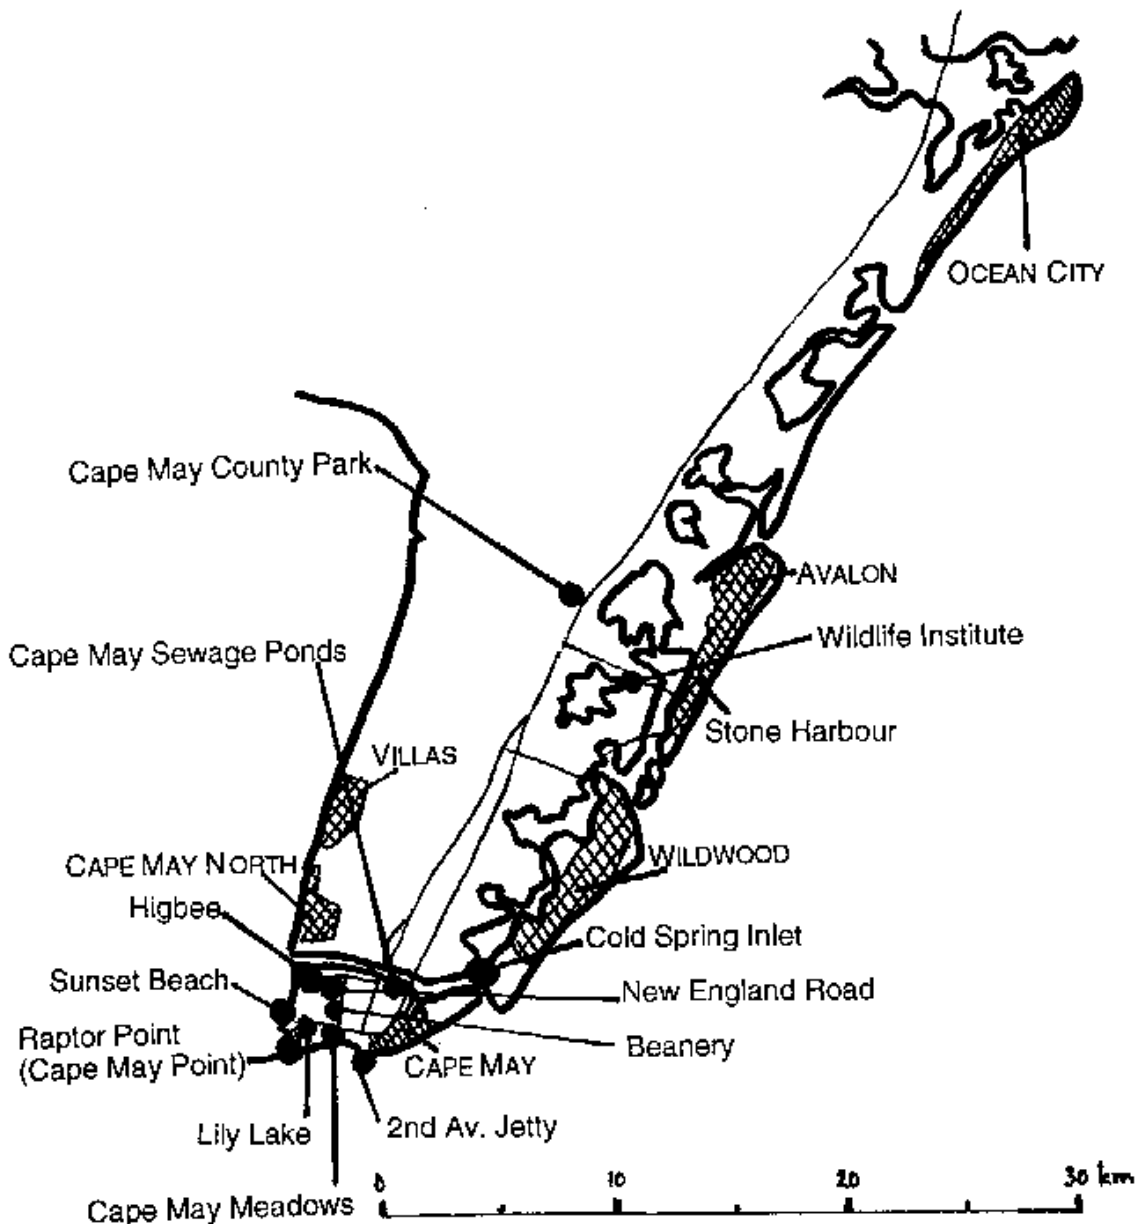 OCEAN CITY
Cape May County Park
AVALON
Wildlife Institute
Cape May Sewage Ponds
Stone Harbour
VILLAS
WILDWOOD
CAPE MAY NORTH
Higbee
Cold Spring Inlet
Sunset Beach
New England Road
Raptor Point
(Cape May Point)
Beanery
CAPE MAY
2nd Av. Jetty
Lily Lake
Cape May Meadows
0 10 20 30 km